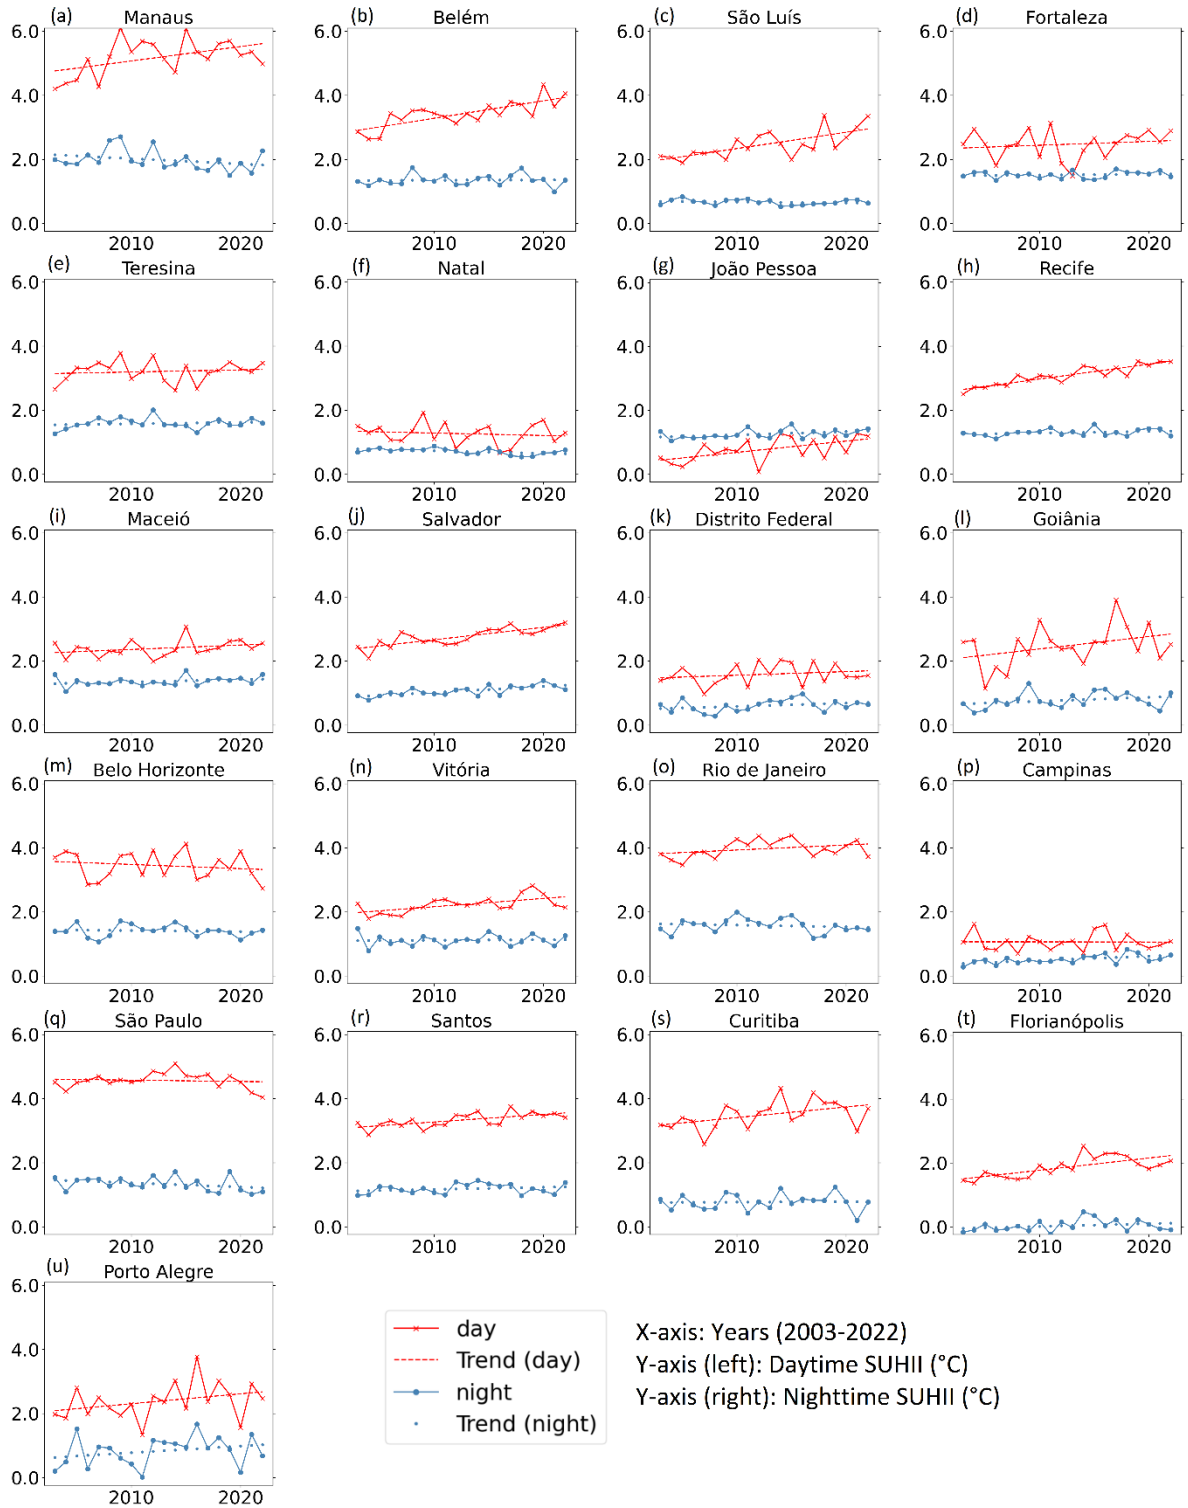 (a) Manaus (b) Belém (c) São Luís (d) Fortaleza
6.0 6.0 6.0 6.0
4.0 4.0 4.0 4.0
2.0 2.0 2.0 2.0
0.0 0.0 0.0 0.0
2010 2020 2010 2020 2010 2020 2010 2020
(e) Teresina (f) Natal (g) João Pessoa (h) Recife
6.0 6.0 6.0 6.0
4.0 4.0 4.0 4.0
2.0 2.0 2.0 2.0
0.0 0.0 0.0 0.0
2010 2020 2010 2020 2010 2020 2010 2020
(i) Maceió (j) Salvador (k) Distrito Federal (l) Goiânia
6.0 6.0 6.0 6.0
4.0 4.0 4.0 4.0
2.0 2.0 2.0 2.0
0.0 0.0 0.0 0.0
2010 2020 2010 2020 2010 2020 2010 2020
(m) Belo Horizonte (n) Vitória (o) Rio de Janeiro (p) Campinas
6.0 6.0 6.0 6.0
4.0 4.0 4.0 4.0
2.0 2.0 2.0 2.0
0.0 0.0 0.0 0.0
2010 2020 2010 2020 2010 2020 2010 2020
(q) São Paulo (r) Santos (s) Curitiba (t) Florianópolis
6.0 6.0 6.0 6.0
4.0 4.0 4.0 4.0
2.0 2.0 2.0 2.0
0.0 0.0 0.0 0.0
2010 2020 2010 2020 2010 2020 2010 2020
(u) Porto Alegre
6.0
4.0
2.0
0.0
2010 2020
day
Trend (day)
night
Trend (night)
X-axis: Years (2003-2022)
Y-axis (left): Daytime SUHII (°C)
Y-axis (right): Nighttime SUHII (°C)